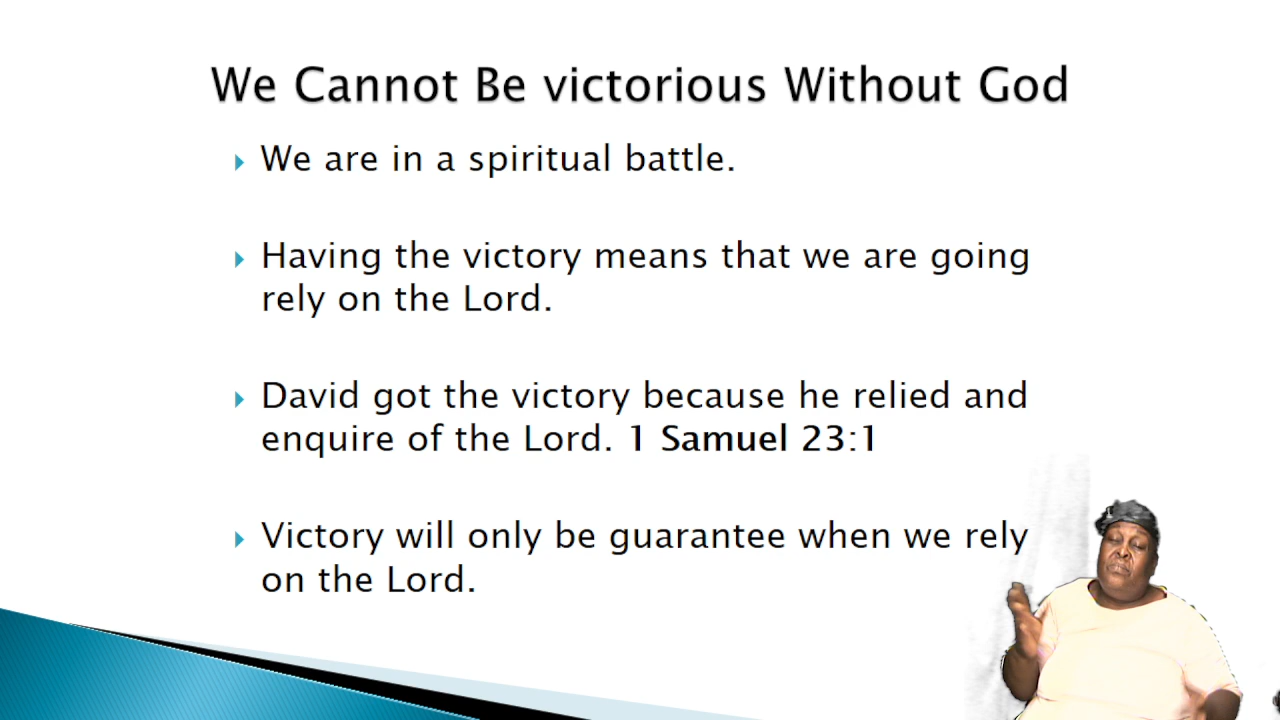 We Cannot Be victorious Without God
We are in a spiritual battle.
Having the victory means that we are going
rely on the Lord.
David got the victory because he relied and
enquire of the Lord. 1 Samuel 23:1
Victory will only be guarantee when we rely
on the Lord.